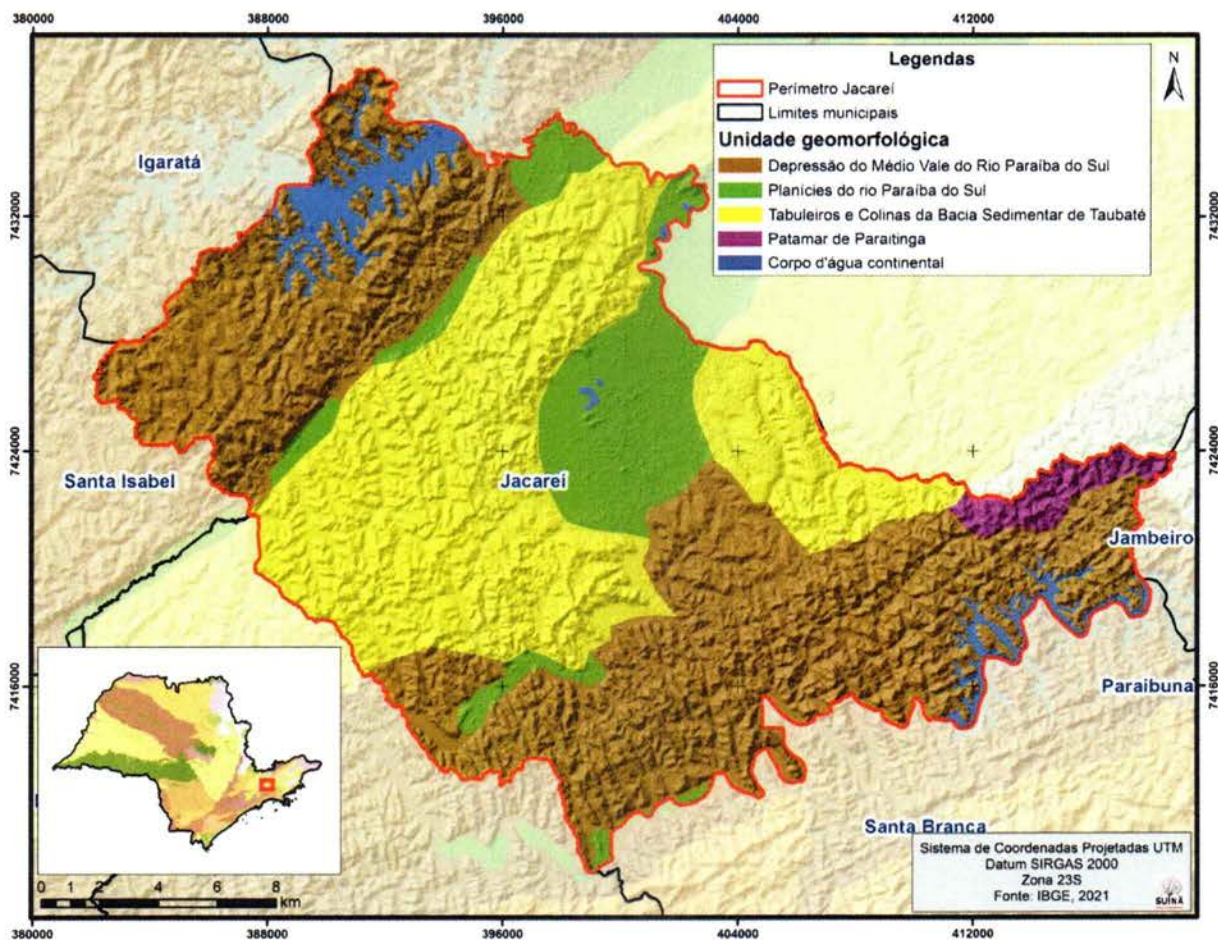 380000 388000 396000 404000 412000
Legendas
Perímetro Jacareí
Limites municipais
Unidade geomorfológica
Depressão do Médio Vale do Rio Paraíba do Sul
Planícies do rio Paraíba do Sul
Tabuleiros e Colinas da Bacia Sedimentar de Taubaté
Patamar de Paraitinga
Corpo d'água continental
N
Igaratá
7432000 7432000
7424000 7424000
Santa Isabel
Jacareí
Jambeiro
7416000 7416000
Paraibuna
Santa Branca
0 1 2 4 6 8
km
Sistema de Coordenadas Projetadas UTM
Datum SIRGAS 2000
Zona 23S
Fonte: IBGE, 2021
SUINÃ
380000 388000 396000 404000 412000